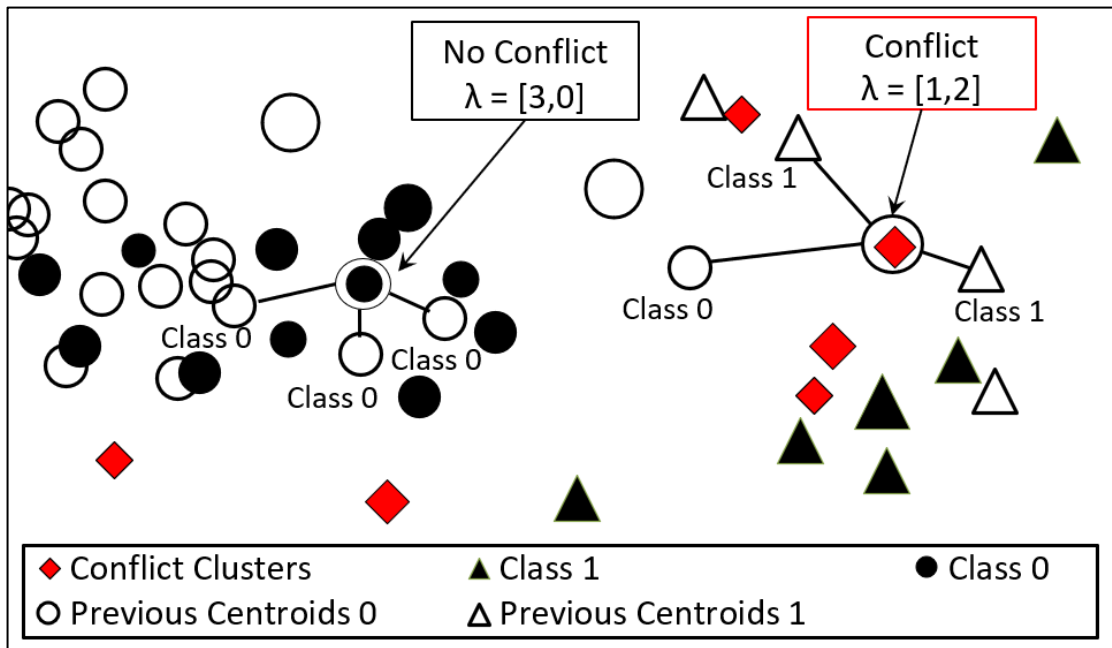 No Conflict
λ = [3,0]
Conflict
λ = [1,2]
Class 1
Class 0
Class 1
Class 0
Class 0
Class 0
Conflict Clusters
Class 1
Class 0
Previous Centroids 0
Previous Centroids 1